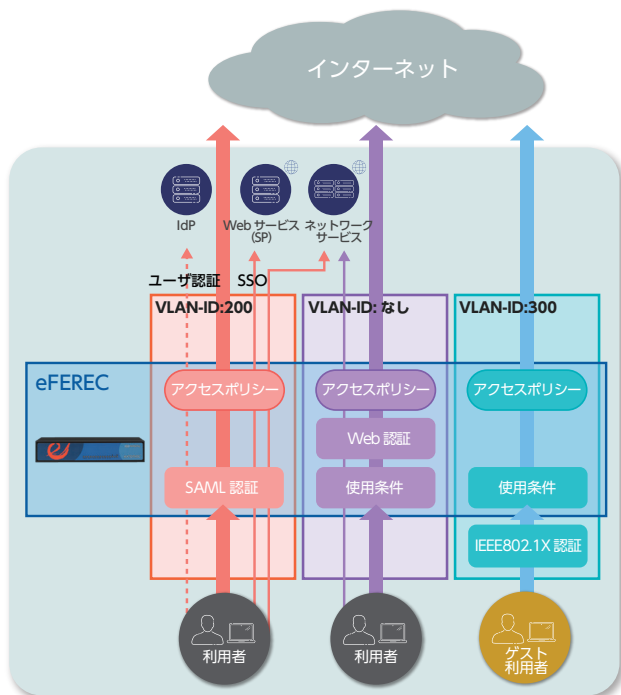 インターネット
IdP
Web サービス
(SP)
ネットワーク
サービス
ユーザ認証 SSO
VLAN-ID:200
VLAN-ID: なし
VLAN-ID:300
eFEREC
アクセスポリシー
アクセスポリシー
アクセスポリシー
Web 認証
SAML 認証
使用条件
使用条件
IEEE802.1X 認証
利用者
利用者
ゲスト
利用者